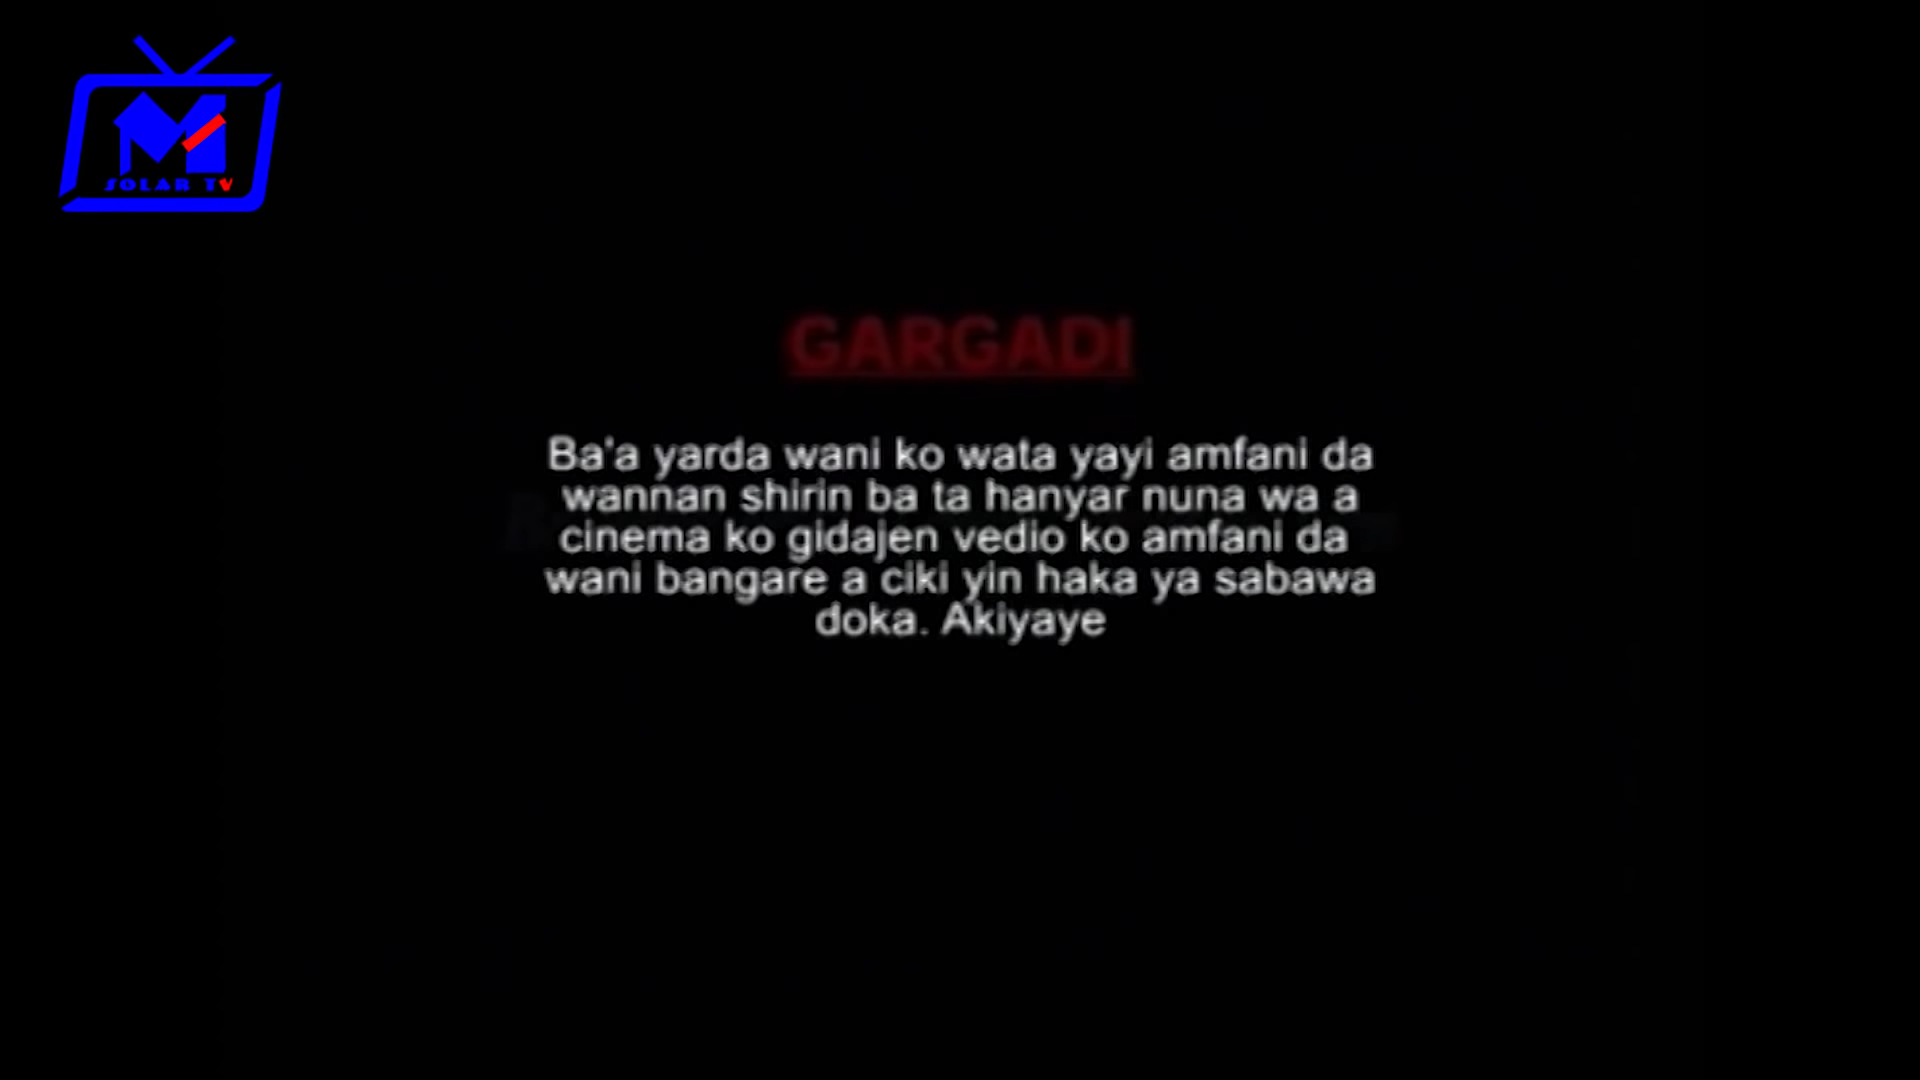 M
SOLAR TV
GARGADI
Ba'a yarda wani ko wata yayi amfani da
wannan shirin ba ta hanyar nuna wa a
cinema ko gidajen vedio ko amfani da
wani bangare a ciki yin haka ya sabawa
doka. Akiyaye